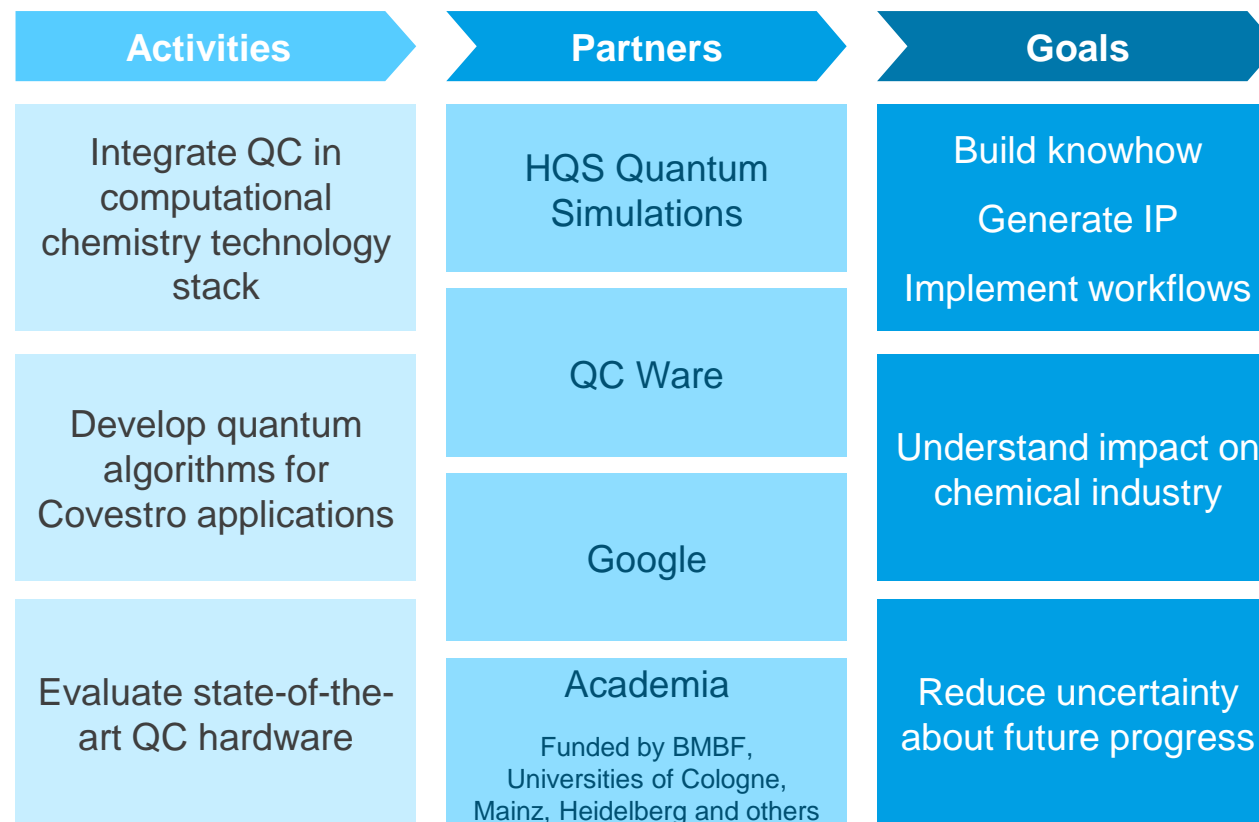 Activities
Integrate QC in
computational
chemistry technology
stack
Develop quantum
algorithms for
Covestro applications
Evaluate state-of-the-
art QC hardware
Partners
HQS Quantum
Simulations
QC Ware
Google
Academia
Funded by BMBF,
Universities of Cologne,
Mainz, Heidelberg and others
Goals
Build knowhow
Generate IP
Implement workflows
Understand impact on
chemical industry
Reduce uncertainty
about future progress